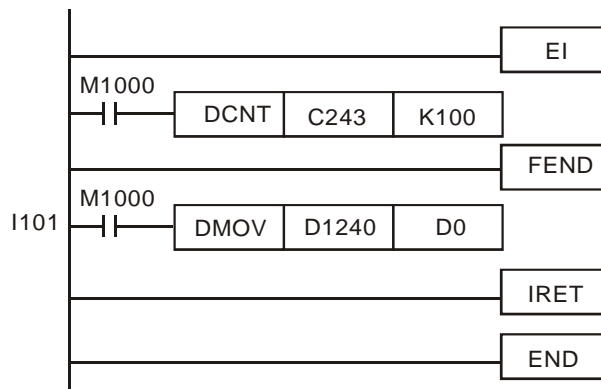 EI
M1000
DCNT C243 K100
FEND
M1000
I101 DMOV D1240 D0
IRET
END